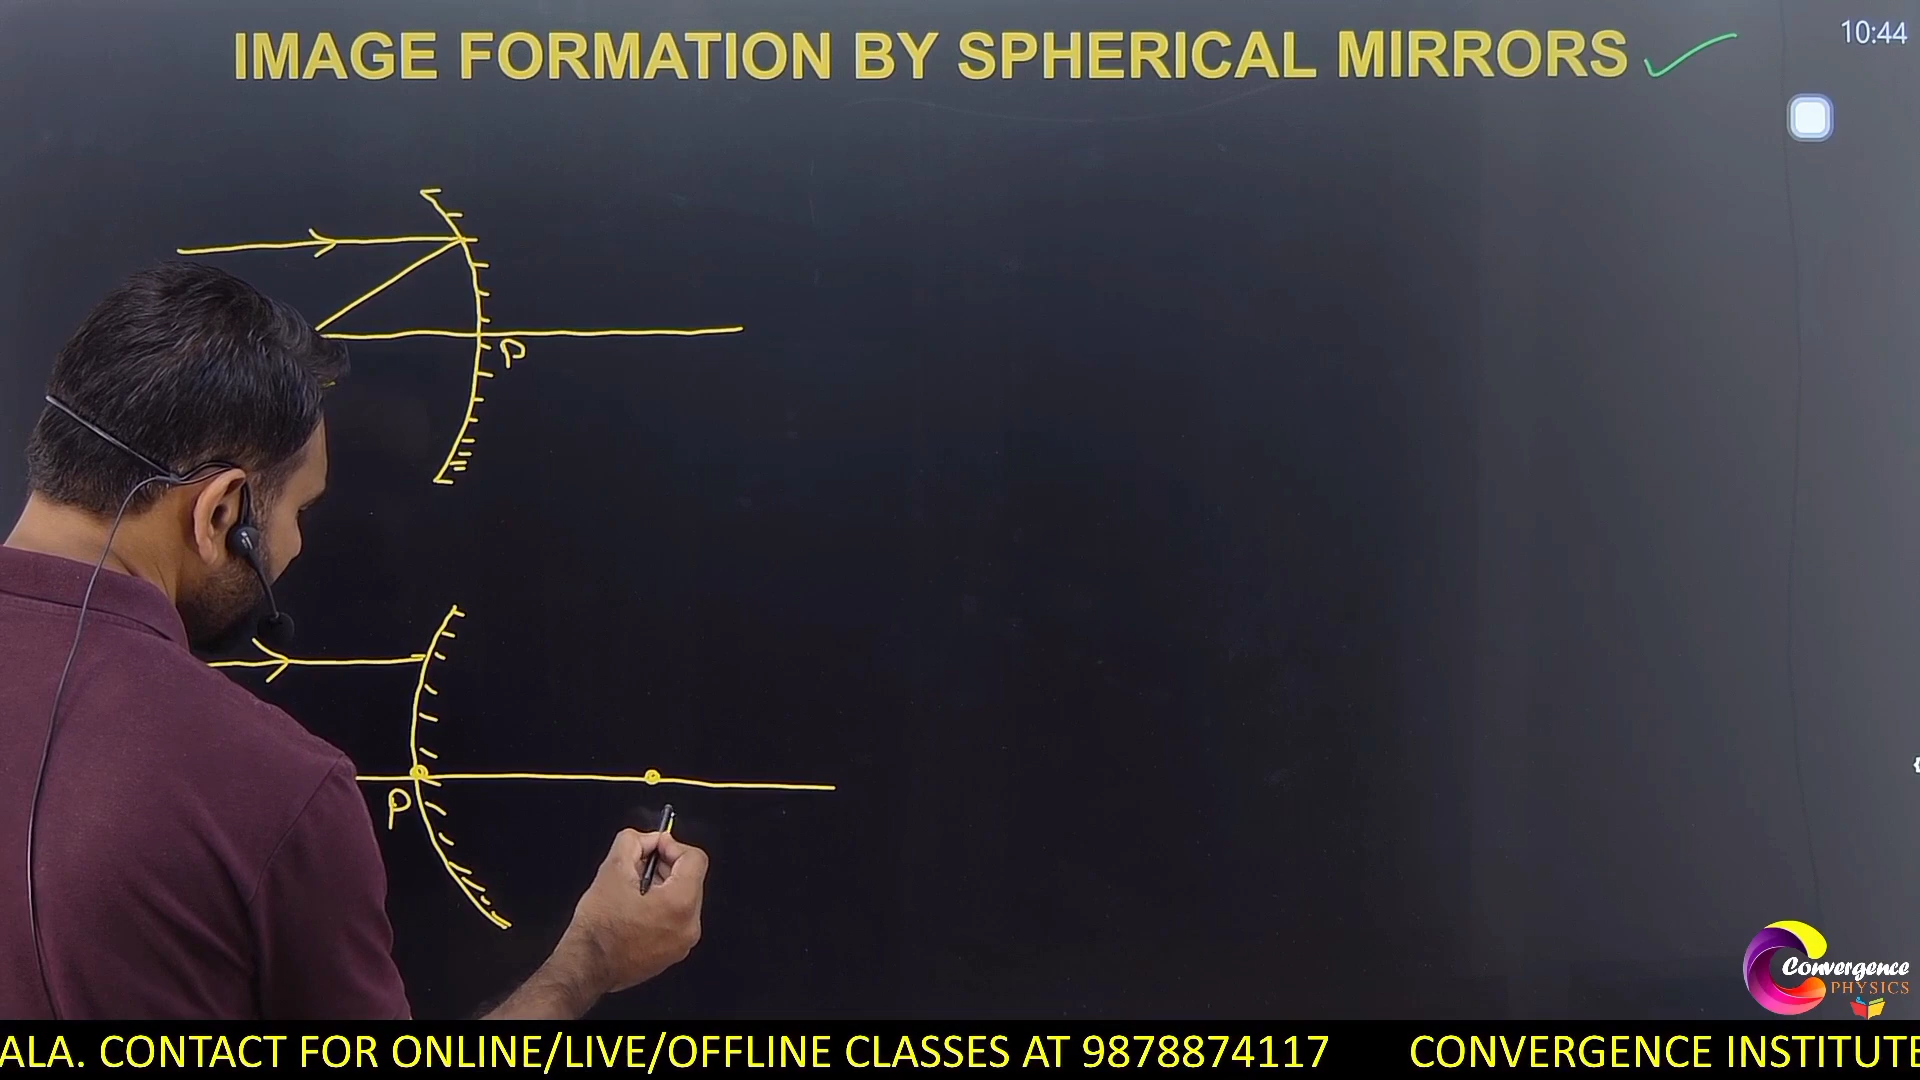 IMAGE FORMATION BY SPHERICAL MIRRORS
10:44
P
P
Convergence
PHYSICS
ALA. CONTACT FOR ONLINE/LIVE/OFFLINE CLASSES AT 9878874117 CONVERGENCE INSTITUTE